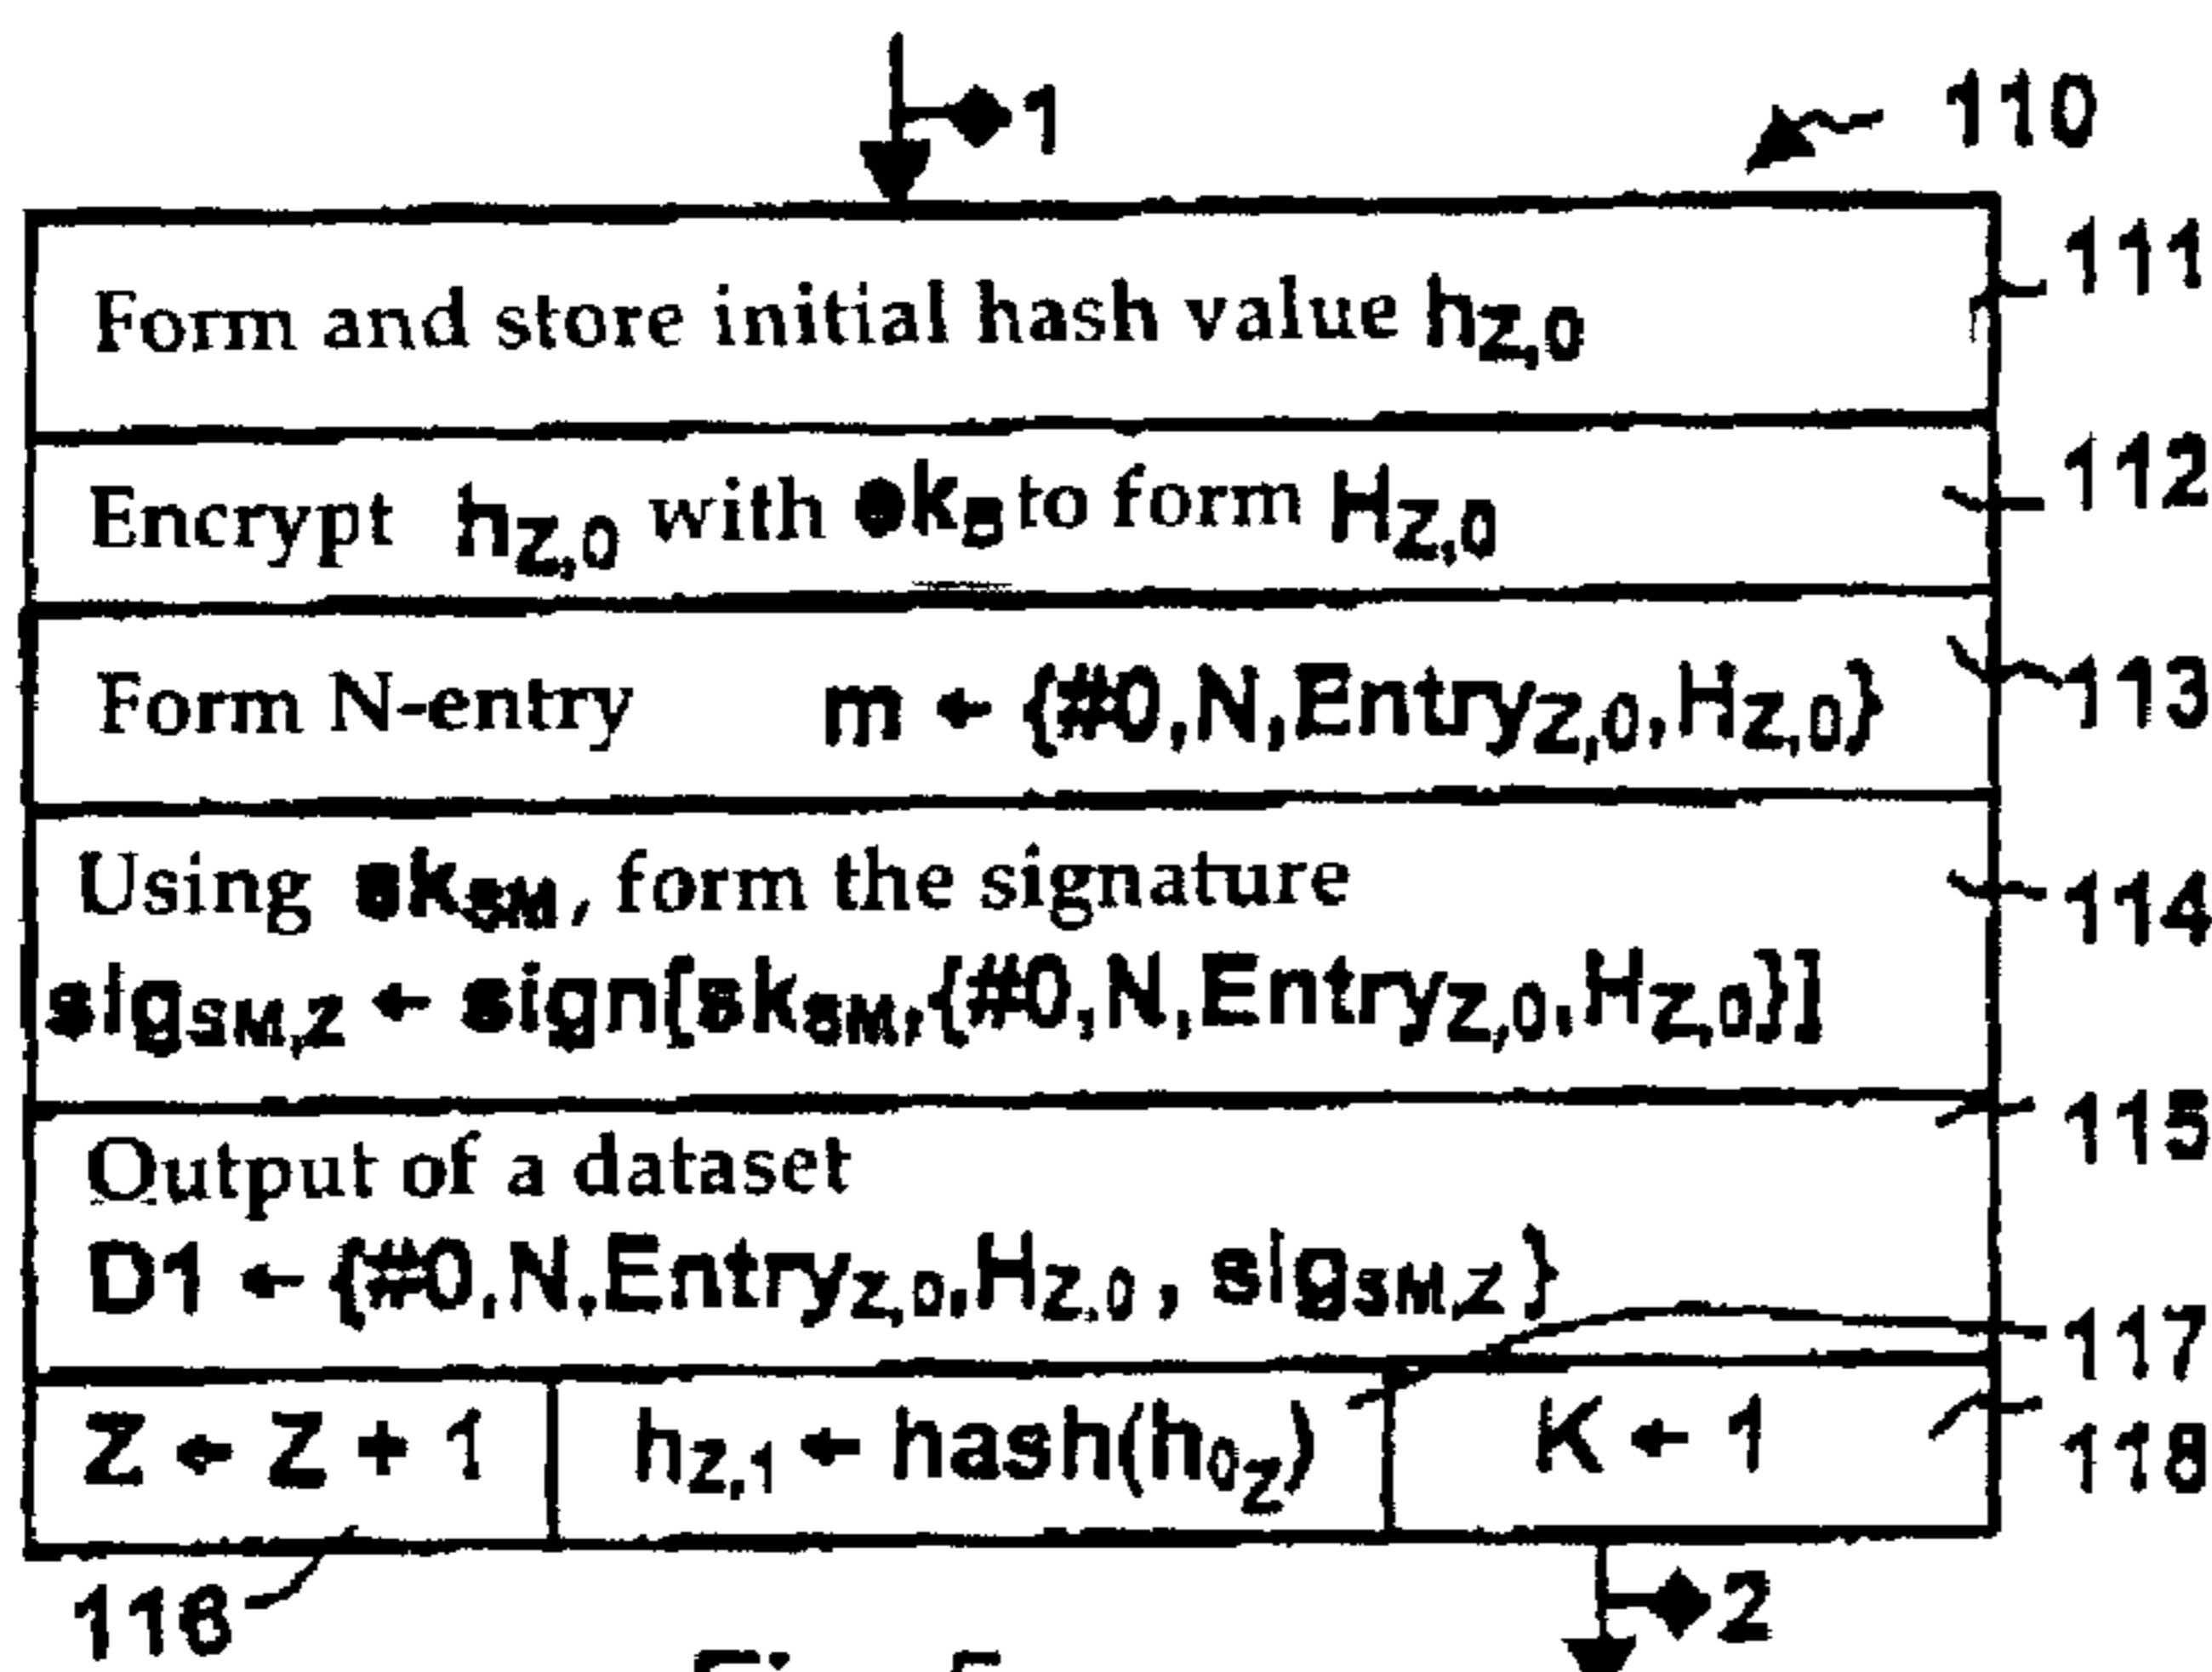 1
110
Form and store initial hash value hZ,0
111
Encrypt hZ,0 with ekB to form HZ,0
112
Form N-entry m ← {#0,N,EntryZ,0,HZ,0}
113
Using skSM, form the signature
114
sigSM,Z ← sign[skSM,{#0,N,EntryZ,0,HZ,0}]
Output of a dataset
115
D1 ← {#0,N,EntryZ,0,HZ,0, sigSM,Z}
117
Z ← Z + 1 hZ,1 ← hash(h0Z) K ← 1
118
116
2